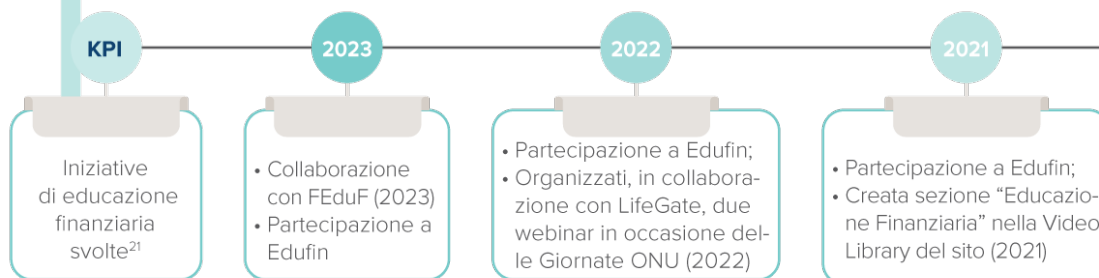 KPI
2023
2022
2021
Iniziative
di educazione
finanziaria
svolte²¹
• Collaborazione
con FEduF (2023)
• Partecipazione a
Edufin
• Partecipazione a Edufin;
• Organizzati, in collabora-
zione con LifeGate, due
webinar in occasione del-
le Giornate ONU (2022)
• Partecipazione a Edufin;
• Creata sezione “Educazio-
ne Finanziaria” nella Video
Library del sito (2021)